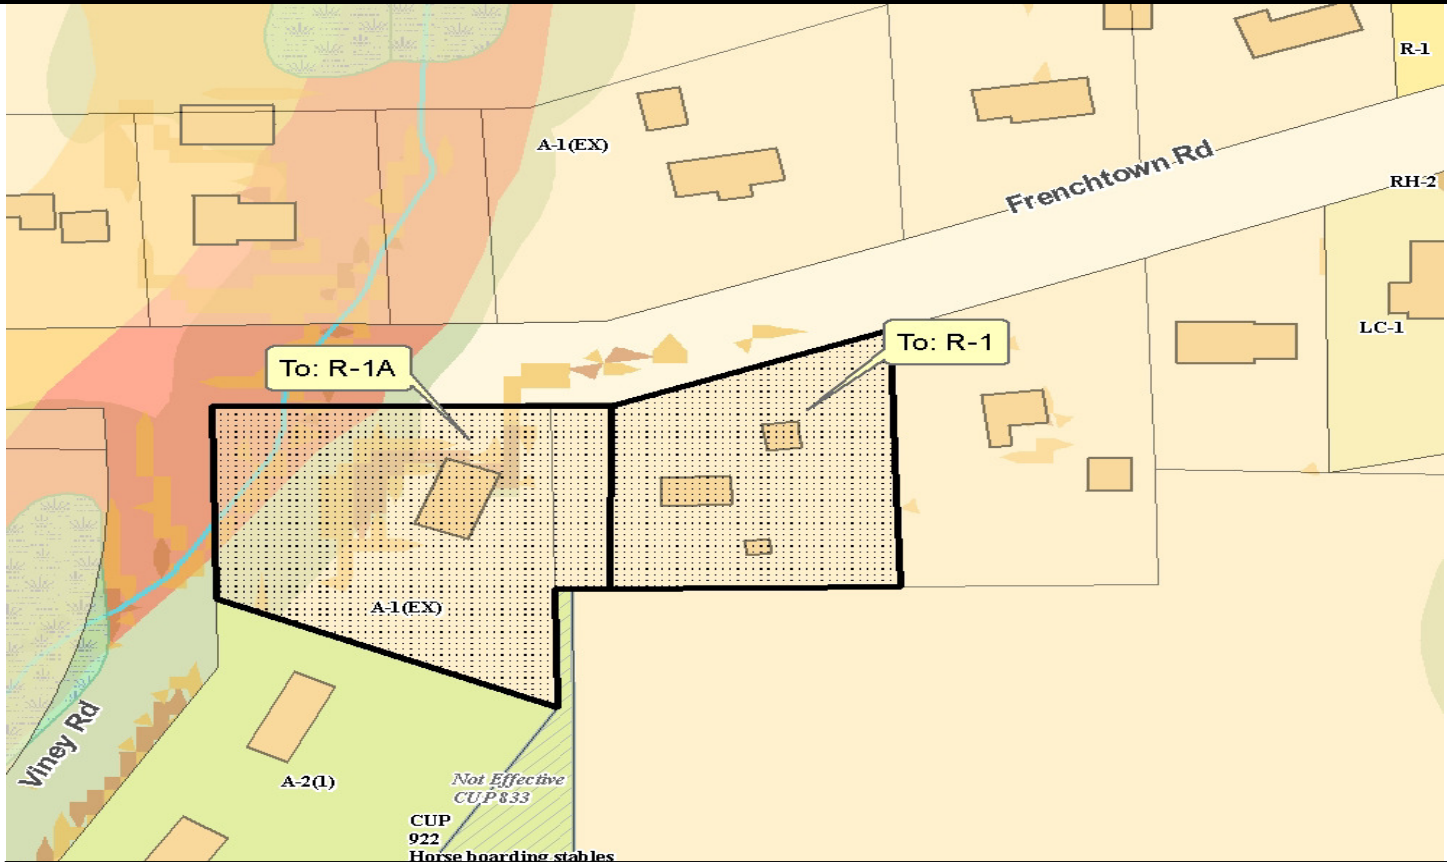 R-1
A-1(EX)
Frenchtown Rd
RH-2
LC-1
To: R-1
To: R-1A
A-1(EX)
Viney Rd
A-2(1)
Not Effective
CUP 833
CUP
922
Horse boarding stables